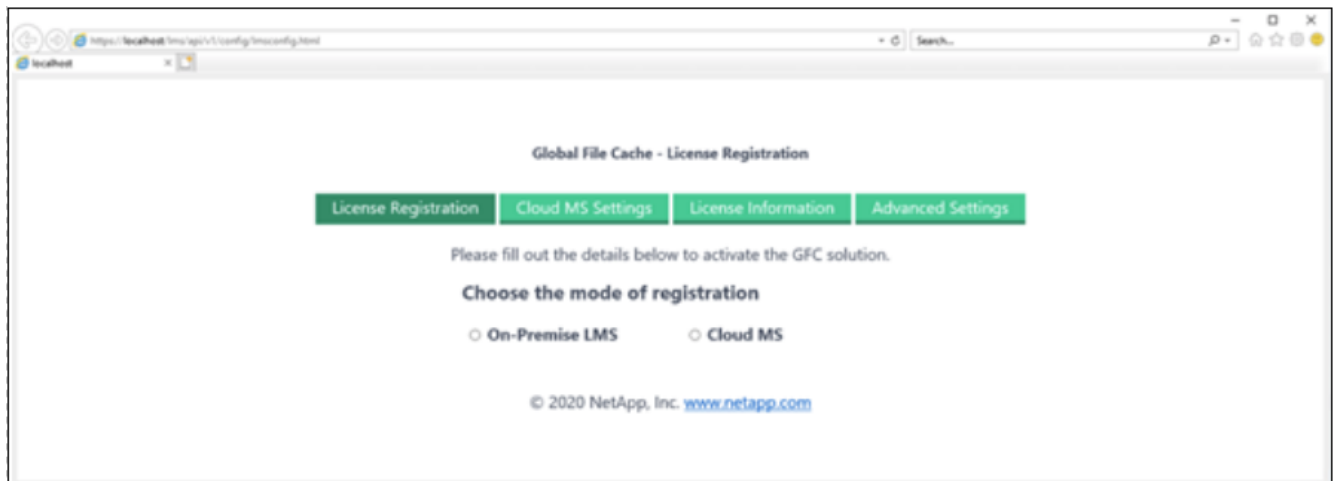 https://localhost/lms/api/v1/config/lmsconfig.html
Search...
localhost
Global File Cache - License Registration
License Registration Cloud MS Settings License Information Advanced Settings
Please fill out the details below to activate the GFC solution.
Choose the mode of registration
On-Premise LMS Cloud MS
© 2020 NetApp, Inc. www.netapp.com